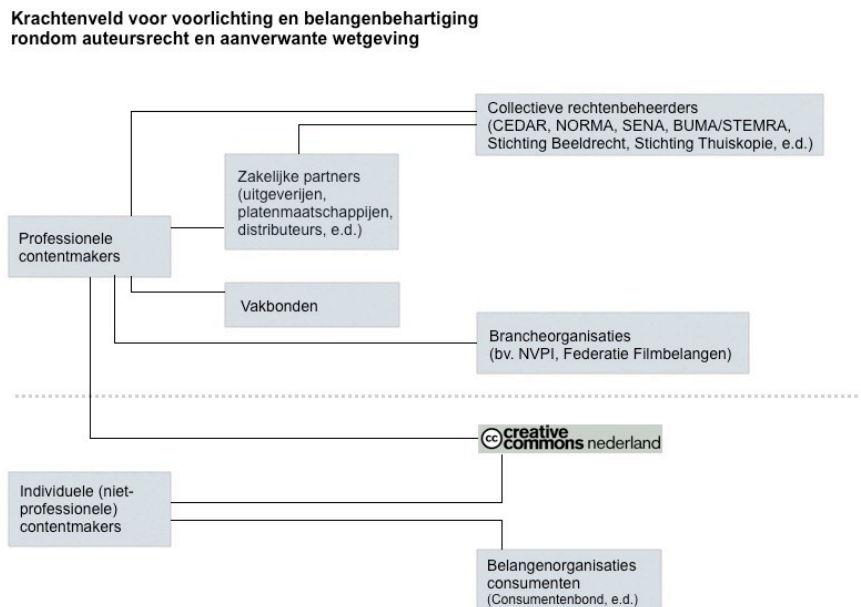 Krachtenveld voor voorlichting en belangenbehartiging
rondom auteursrecht en aanverwante wetgeving
Collectieve rechtenbeheerders
(CEDAR, NORMA, SENA, BUMA/STEMRA,
Stichting Beeldrecht, Stichting Thuiskopie, e.d.)
Zakelijke partners
(uitgeverijen,
platenmaatschappijen,
distributeurs, e.d.)
Professionele
contentmakers
Vakbonden
Brancheorganisaties
(bv. NVPI, Federatie Filmbelangen)
cc creative
commons nederland
Individuele (niet-
professionele)
contentmakers
Belangenorganisaties
consumenten
(Consumentenbond, e.d.)